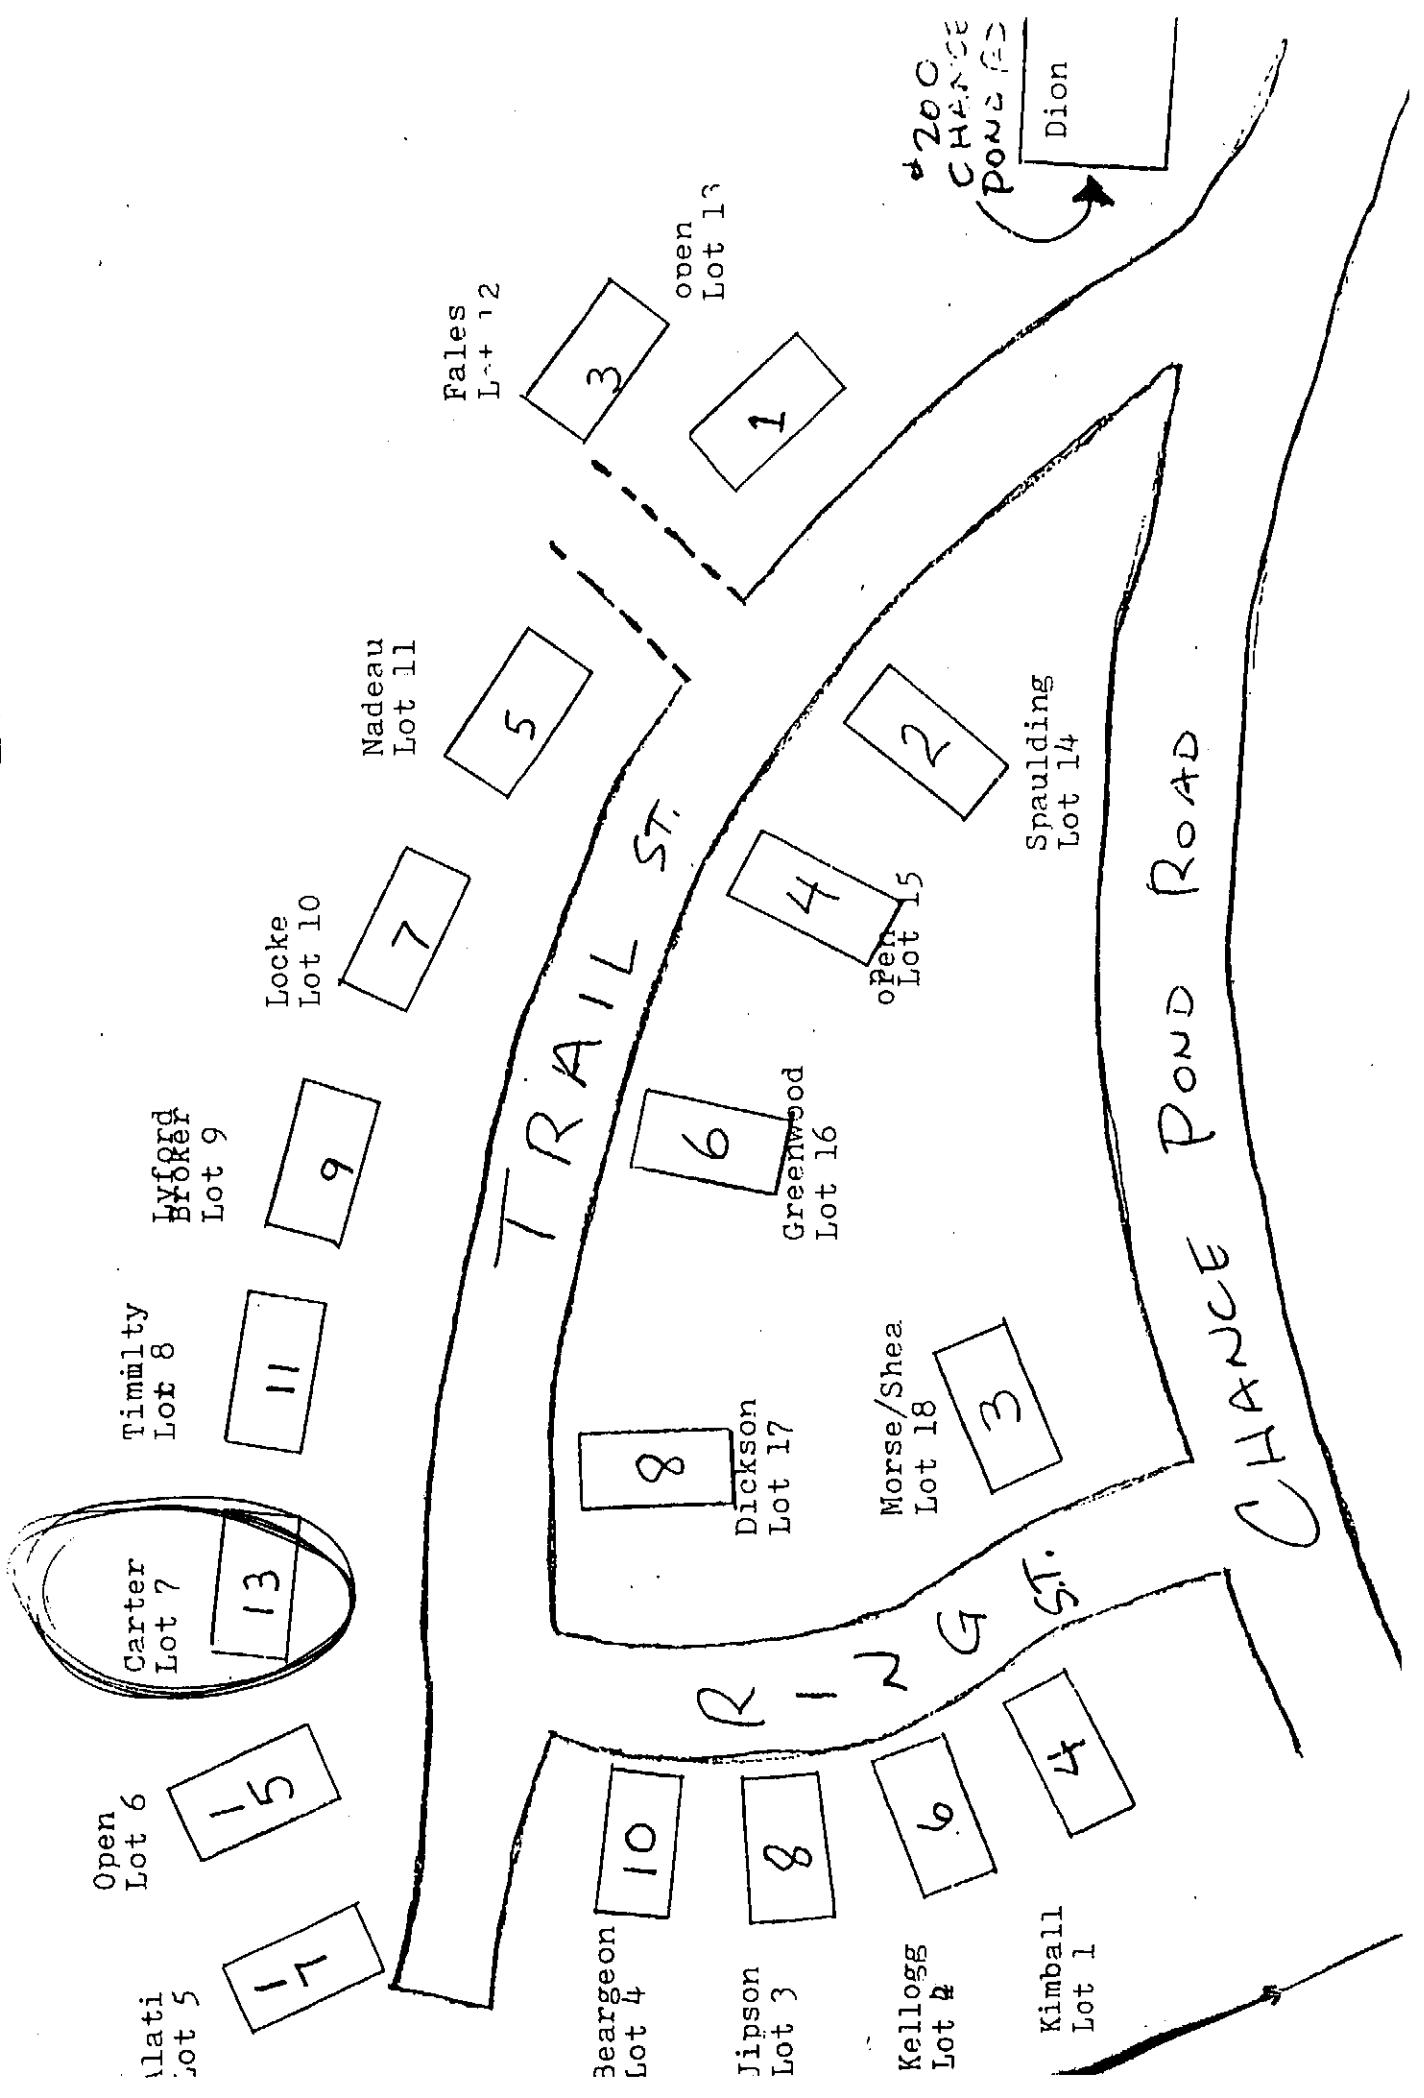 Alati
Lot 5
17
Open
Lot 6
15
Carter
Lot 7
13
Timmilty
Lot 8
11
Lyford
Broker
Lot 9
9
Locke
Lot 10
7
Nadeau
Lot 11
5
Fales
Lot 12
3
open
Lot 13
1
#200
CHANCE
POND RD
Dion
TRAIL ST.
Beargeon
Lot 4
10
Jipson
Lot 3
8
Kellogg
Lot 2
6
Kimball
Lot 1
4
RING ST.
8
Dickson
Lot 17
Morse/Shea
Lot 18
3
6
Greenwood
Lot 16
4
open
Lot 15
2
Spaulding
Lot 14
CHANCE POND ROAD